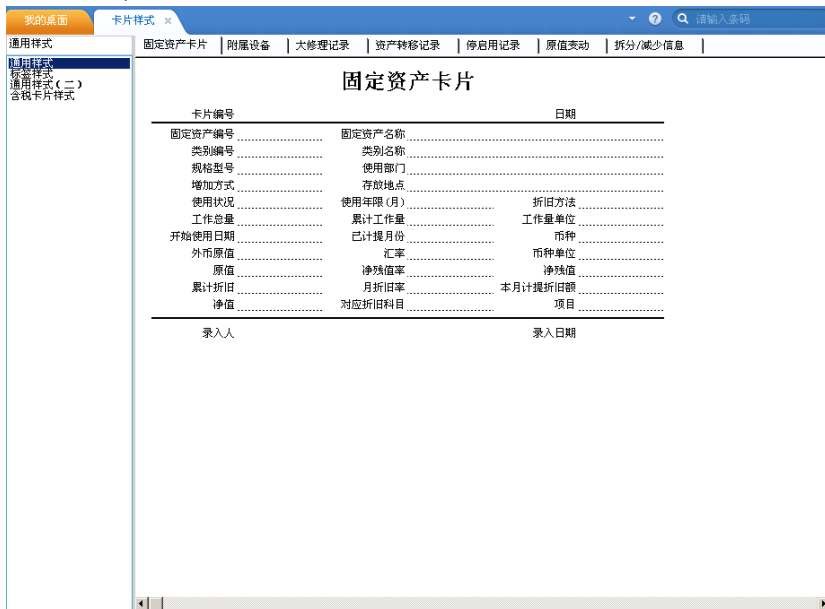 我的桌面 卡片样式 请输入条码
通用样式 固定资产卡片 附属设备 大修理记录 资产转移记录 停启用记录 原值变动 拆分/减少信息
通用样式
标签样式
通用样式(二)
含税卡片样式
固定资产卡片
卡片编号 日期
固定资产编号 固定资产名称
类别编号 类别名称
规格型号 使用部门
增加方式 存放地点
使用状况 使用年限(月) 折旧方法
工作总量 累计工作量 工作量单位
开始使用日期 已计提月份 币种
外币原值 汇率 币种单位
原值 净残值率 净残值
累计折旧 月折旧率 本月计提折旧额
净值 对应折旧科目 项目
录入人 录入日期